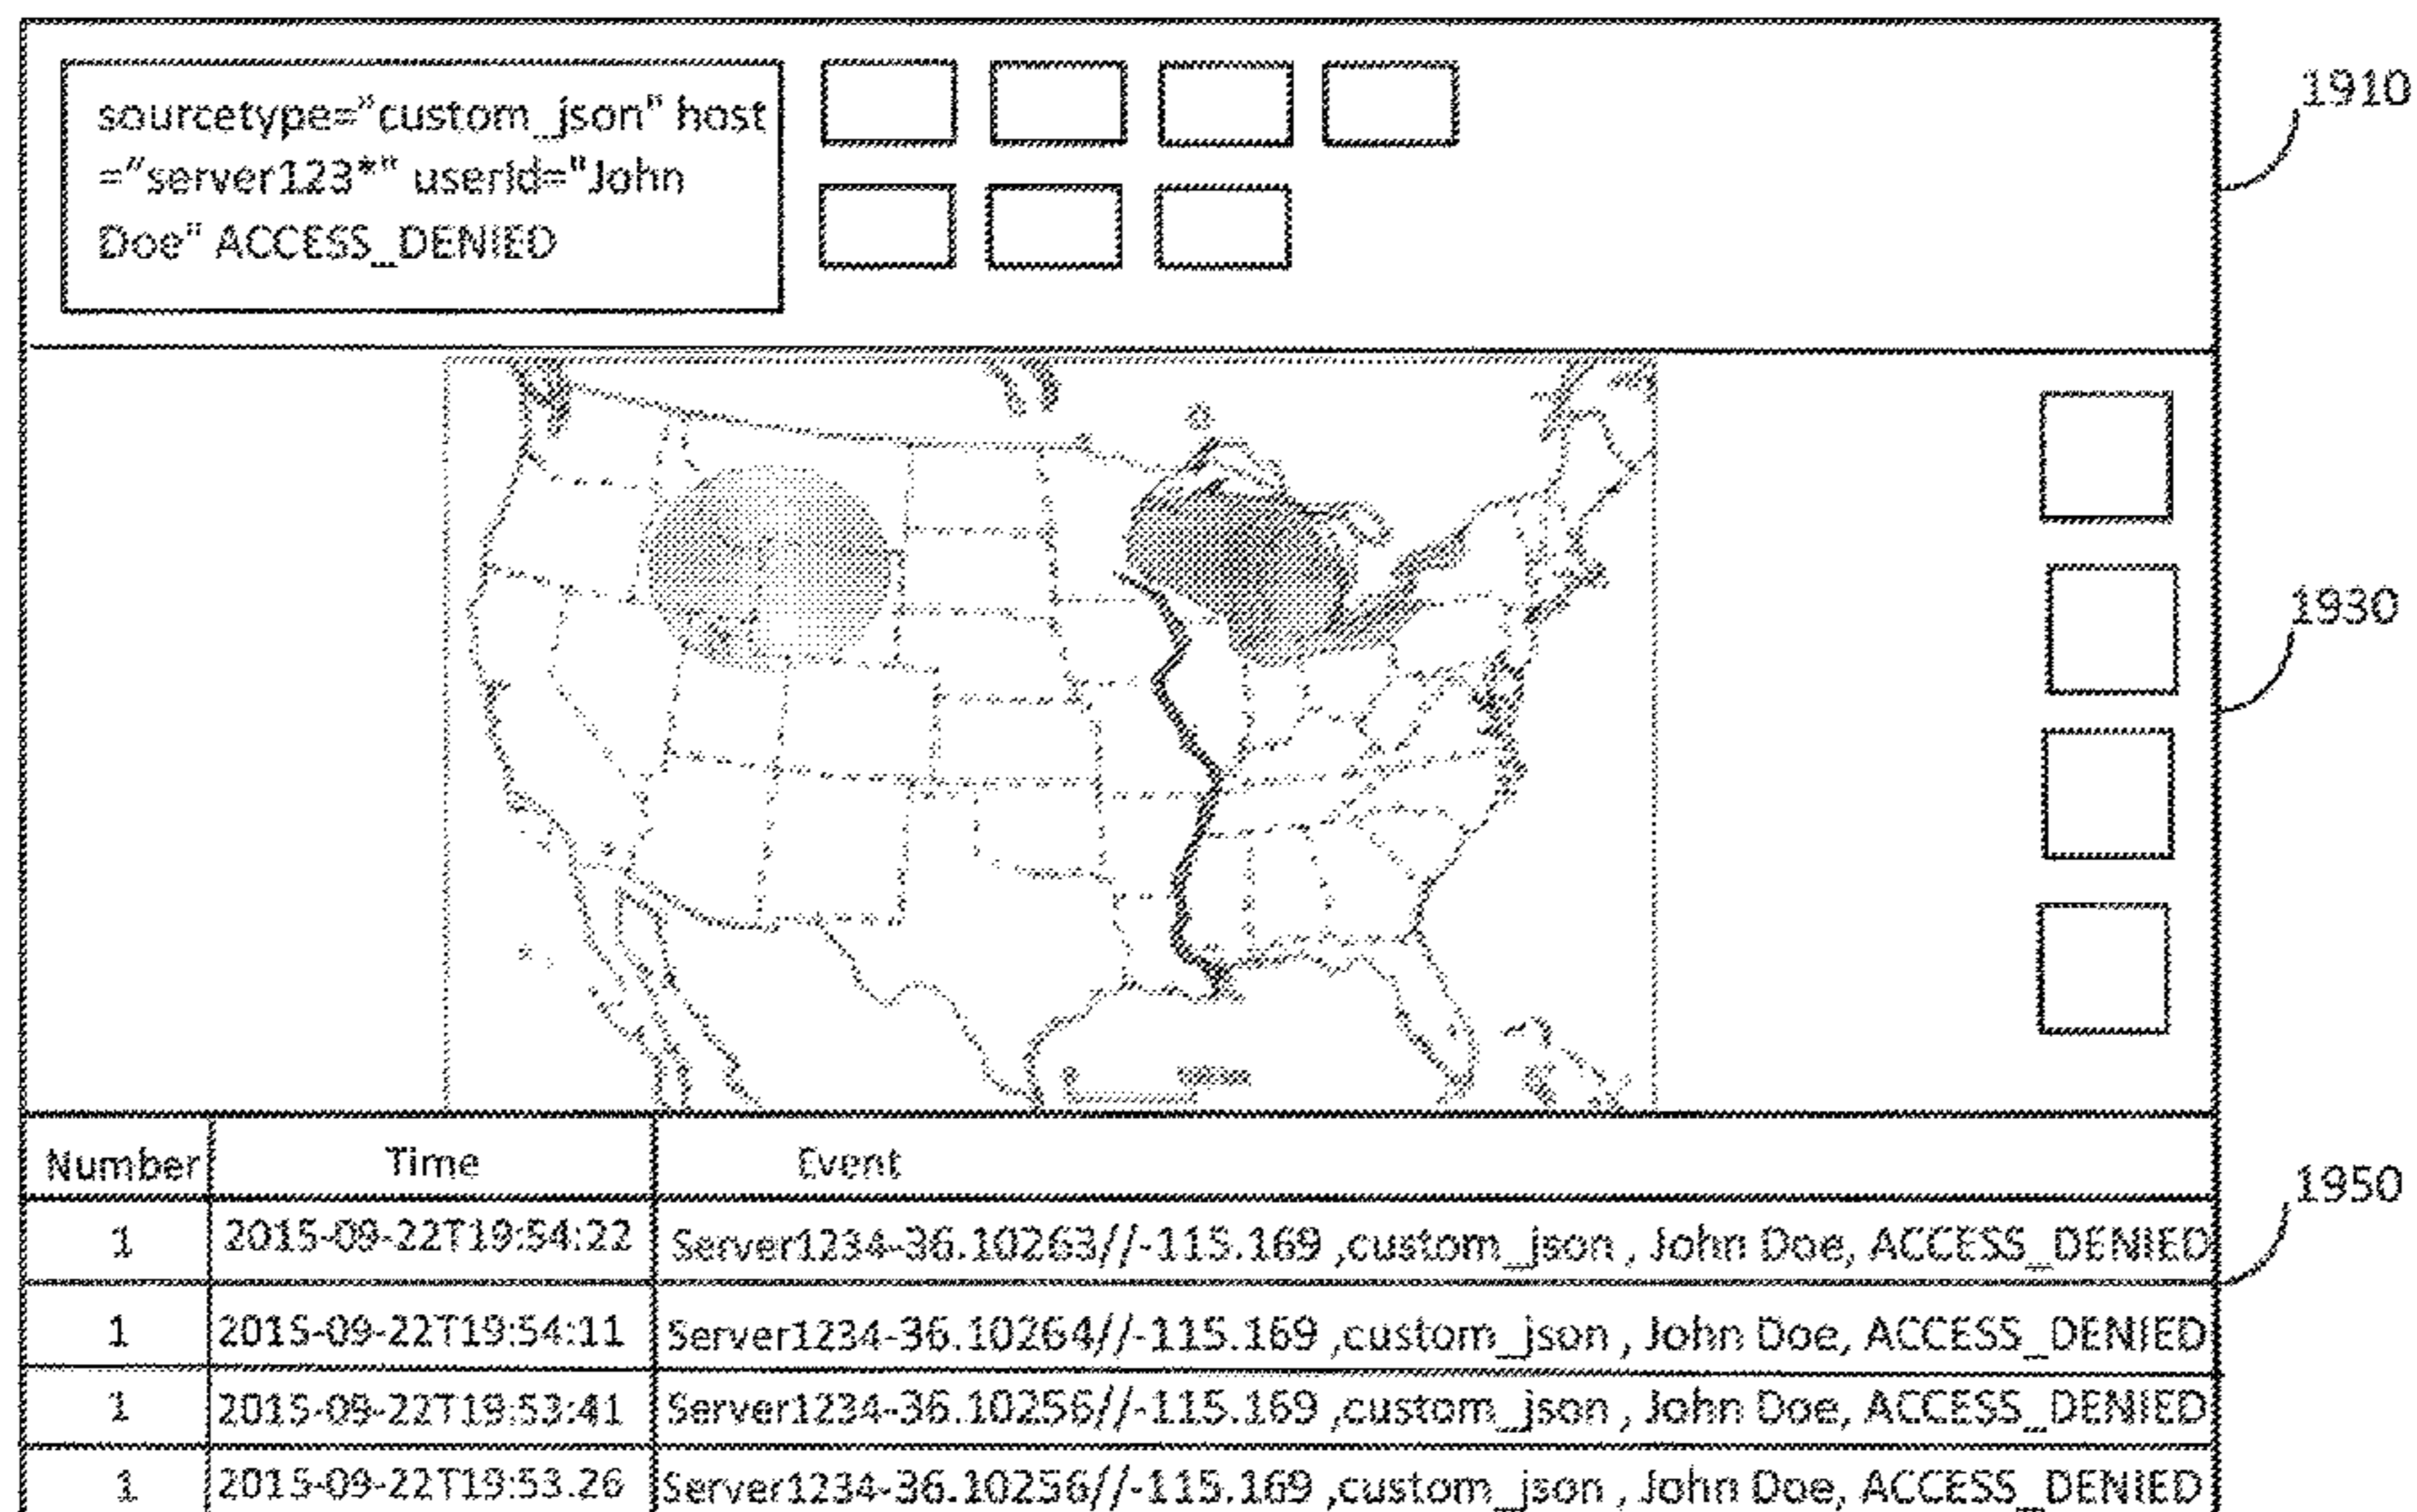 sourcetype="custom_json" host
="server123*" userid="John
Doe" ACCESS_DENIED
1910
1930
Number Time Event
1950
1 2015-09-22T19:54:22 Server1234-36.10263//-115.169 ,custom_json , John Doe, ACCESS_DENIED
1 2015-09-22T19:54:11 Server1234-36.10264//-115.169 ,custom_json , John Doe, ACCESS_DENIED
1 2015-09-22T19:53:41 Server1234-36.10256//-115.169 ,custom_json , John Doe, ACCESS_DENIED
1 2015-09-22T19:53.26 Server1234-36.10256//-115.169 ,custom_json , John Doe, ACCESS_DENIED